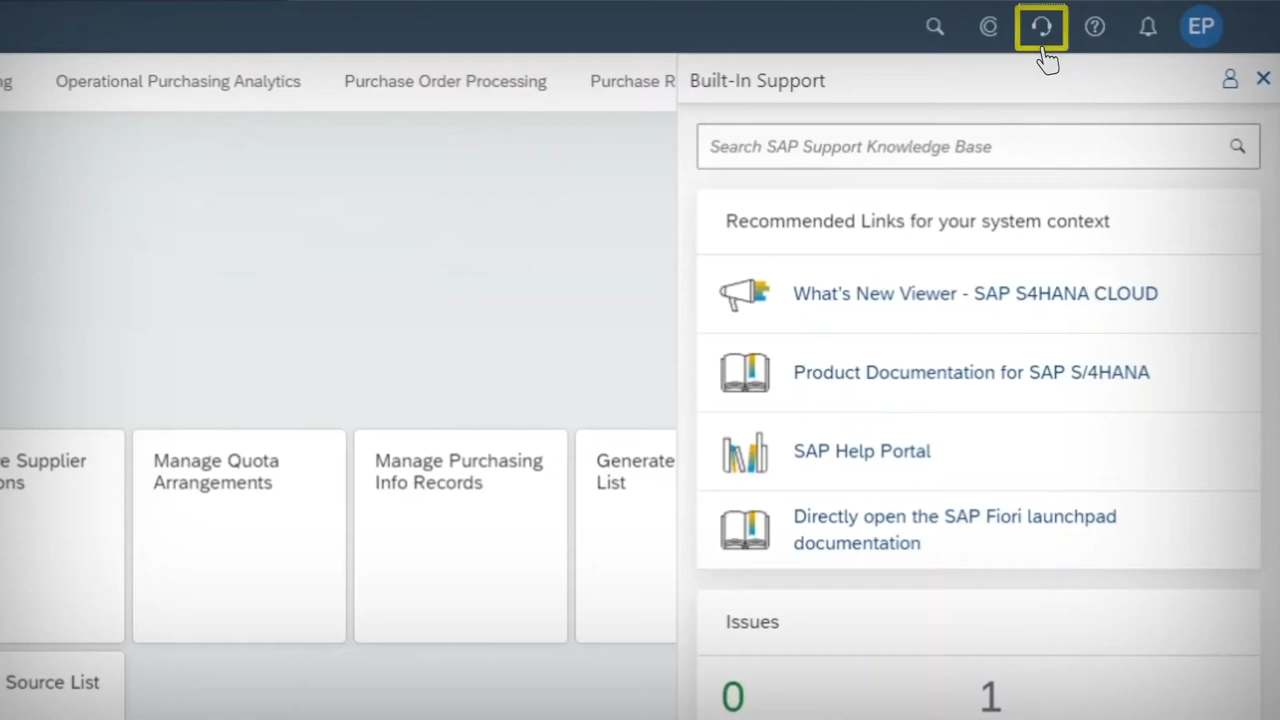 EP
ng
Operational Purchasing Analytics
Purchase Order Processing
Purchase R
Built-In Support
Search SAP Support Knowledge Base
Recommended Links for your system context
What's New Viewer - SAP S4HANA CLOUD
Product Documentation for SAP S/4HANA
SAP Help Portal
Directly open the SAP Fiori launchpad
documentation
Issues
0
1
e Supplier
ons
Manage Quota
Arrangements
Manage Purchasing
Info Records
Generate
List
Source List